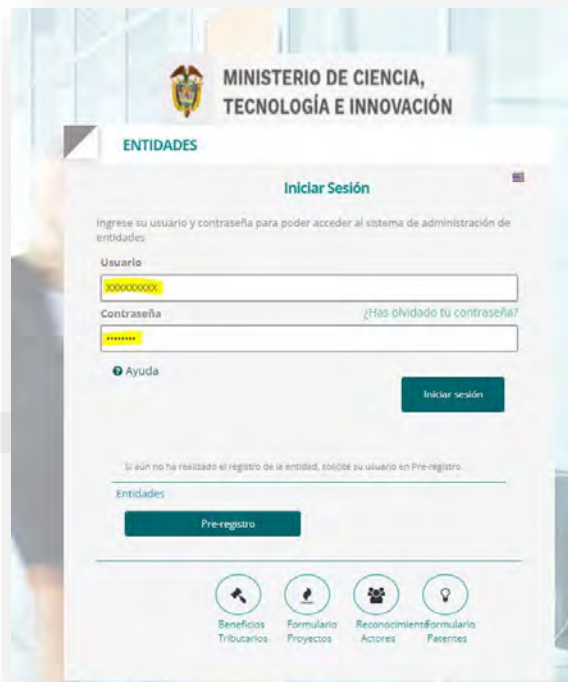 MINISTERIO DE CIENCIA,
TECNOLOGÍA E INNOVACIÓN
ENTIDADES
Iniciar Sesión
Ingrese su usuario y contraseña para poder acceder al sistema de administración de
entidades
Usuario
XXXXXXXXX
Contraseña ¿Has olvidado tu contraseña?
••••••••
Ayuda
Iniciar sesión
Si aún no ha realizado el registro de la entidad, solicite su usuario en Pre-registro.
Entidades
Pre-registro
Beneficios Formulario Reconocimiento Formulario
Tributarios Proyectos Actores Patentes